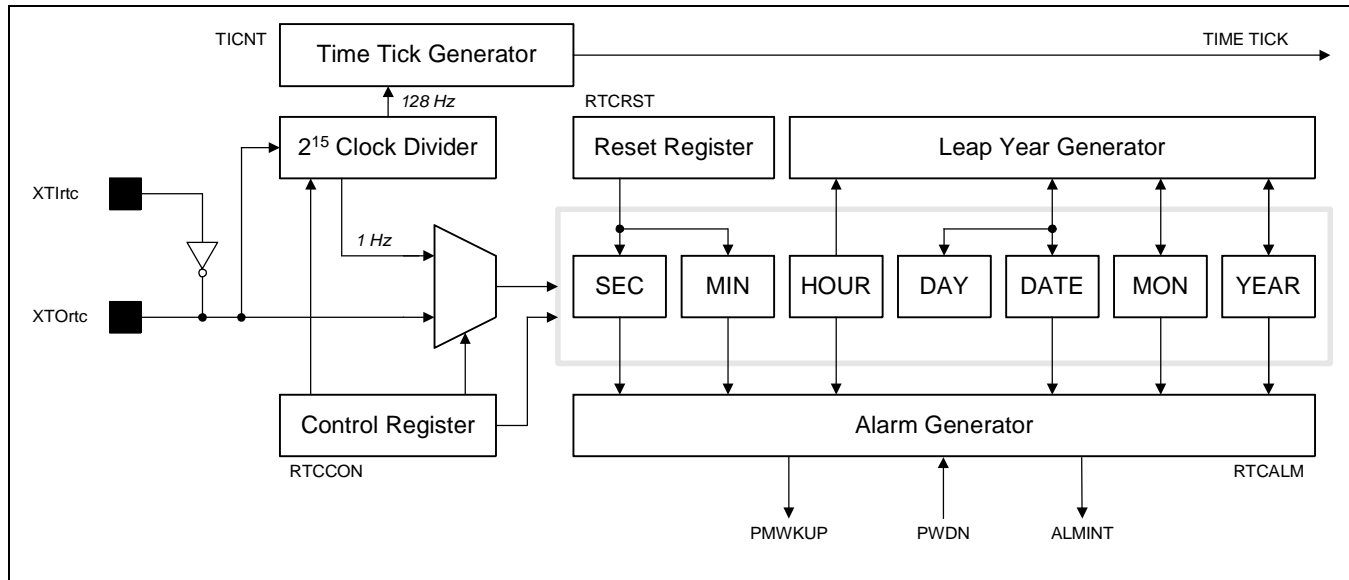 TICNT
Time Tick Generator
TIME TICK
128 Hz
RTCRST
2¹⁵ Clock Divider
Reset Register
Leap Year Generator
XTIrtc
1 Hz
SEC
MIN
HOUR
DAY
DATE
MON
YEAR
XTOrtc
Control Register
Alarm Generator
RTCCON
RTCALM
PMWKUP
PWDN
ALMINT